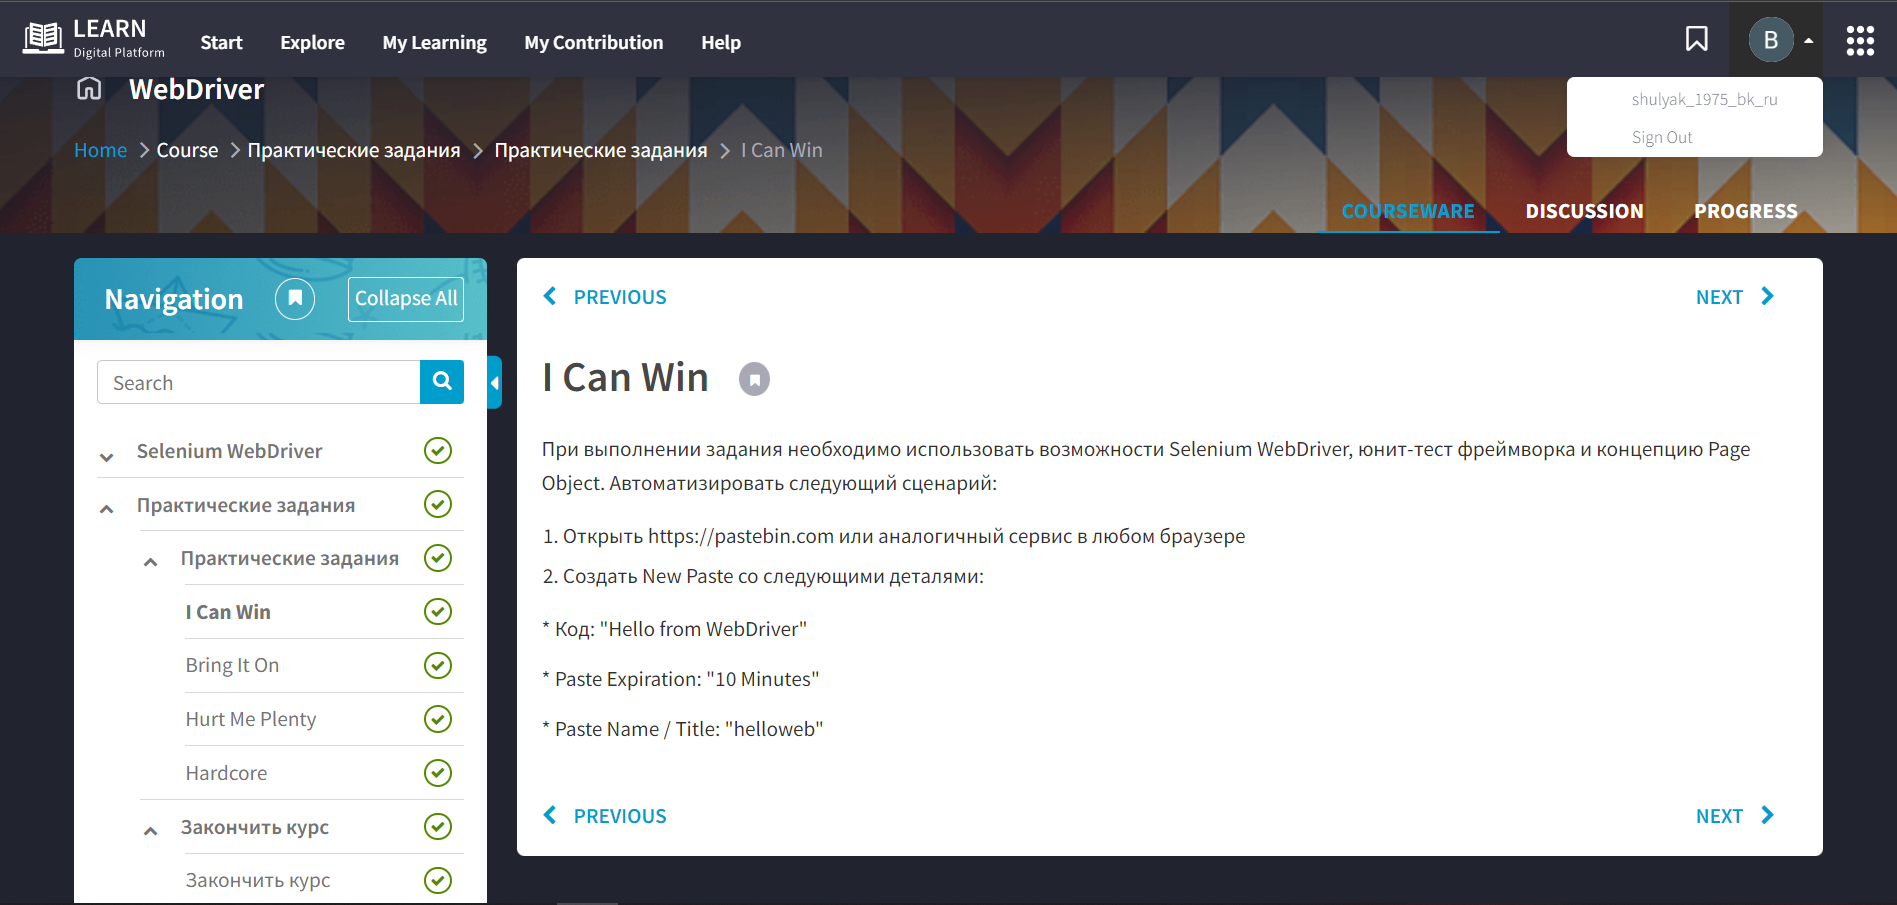 LEARN
Digital Platform
Start
Explore
My Learning
My Contribution
Help
B
WebDriver
shulyak_1975_bk_ru
Sign Out
Home
Course
Практические задания
Практические задания
I Can Win
COURSEWARE
DISCUSSION
PROGRESS
Navigation
Collapse All
Search
Selenium WebDriver
Практические задания
Практические задания
I Can Win
Bring It On
Hurt Me Plenty
Hardcore
Закончить курс
Закончить курс
PREVIOUS
NEXT
I Can Win
При выполнении задания необходимо использовать возможности Selenium WebDriver, юнит-тест фреймворка и концепцию Page
Object. Автоматизировать следующий сценарий:
1. Открыть https://pastebin.com или аналогичный сервис в любом браузере
2. Создать New Paste со следующими деталями:
* Код: "Hello from WebDriver"
* Paste Expiration: "10 Minutes"
* Paste Name / Title: "helloweb"
PREVIOUS
NEXT